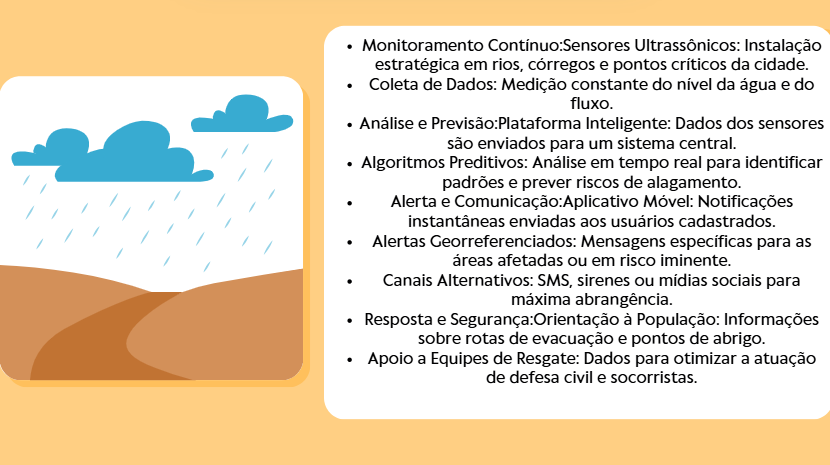 • Monitoramento Contínuo:Sensores Ultrassônicos: Instalação
estratégica em rios, córregos e pontos críticos da cidade.
• Coleta de Dados: Medição constante do nível da água e do
fluxo.
• Análise e Previsão:Plataforma Inteligente: Dados dos sensores
são enviados para um sistema central.
• Algoritmos Preditivos: Análise em tempo real para identificar
padrões e prever riscos de alagamento.
• Alerta e Comunicação:Aplicativo Móvel: Notificações
instantâneas enviadas aos usuários cadastrados.
• Alertas Georreferenciados: Mensagens específicas para as
áreas afetadas ou em risco iminente.
• Canais Alternativos: SMS, sirenes ou mídias sociais para
máxima abrangência.
• Resposta e Segurança:Orientação à População: Informações
sobre rotas de evacuação e pontos de abrigo.
• Apoio a Equipes de Resgate: Dados para otimizar a atuação
de defesa civil e socorristas.